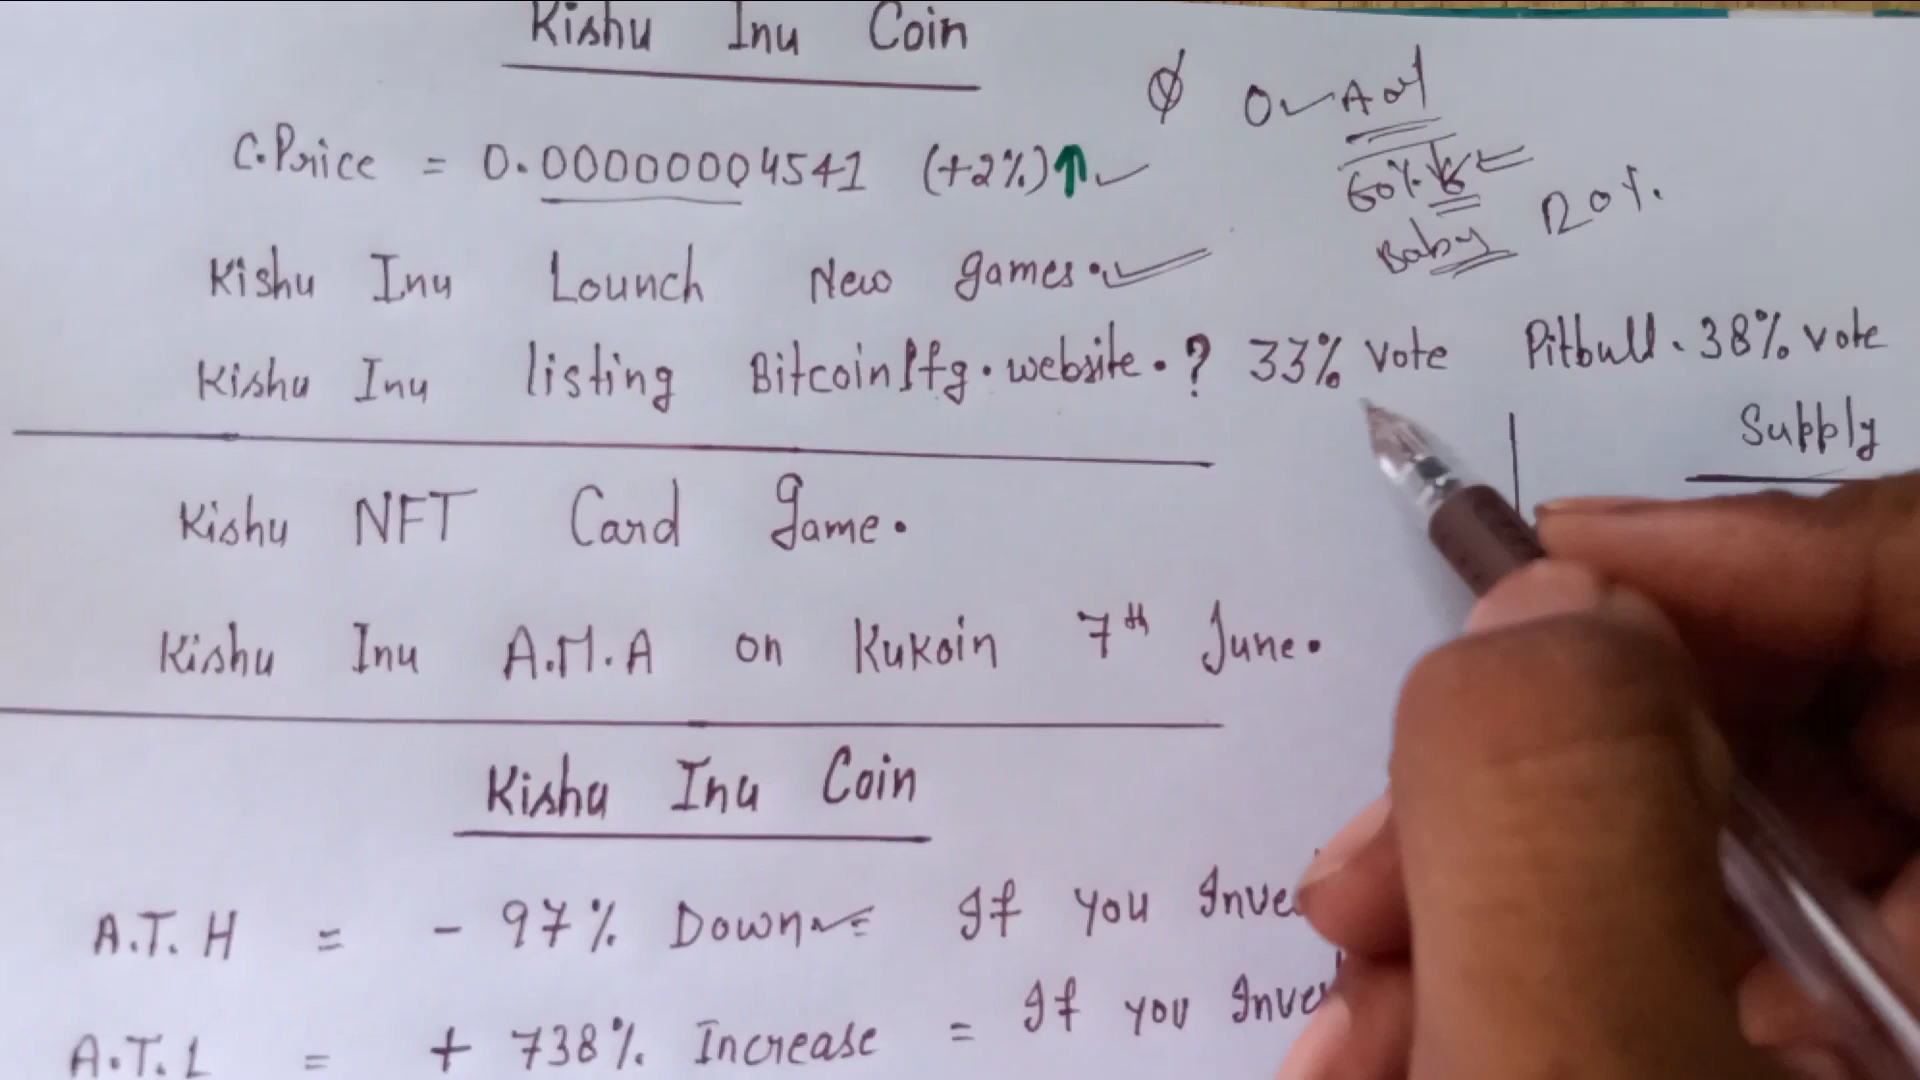 Kishu Inu Coin
C.Price = 0.00000004541 (+2%)
60%
Baby 20%.
Kishu Inu Lounch New games.
Kishu Inu listing Bitcoinlfg.website.? 33% Vote Pitbull. 38% vote
Supply
Kishu NFT Card game.
Kishu Inu A.M.A on Kukoin 7th June.
Kishu Inu Coin
A.T.H = - 97% Down If you Inve
A.T.L = + 738% Increase = If you Inve